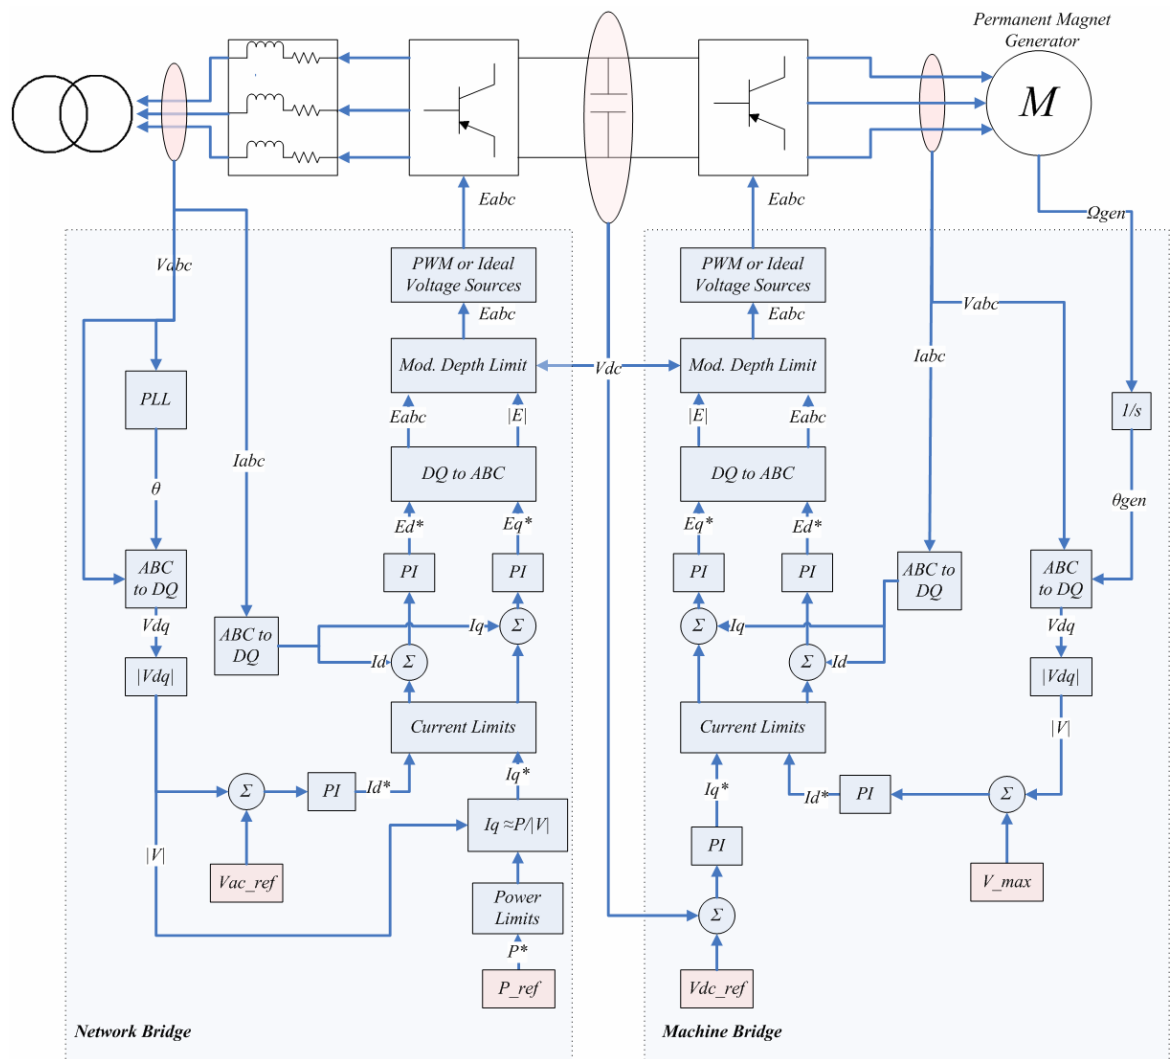 Permanent Magnet
Generator
M
Eabc
Eabc
Ωgen
Vabc
PWM or Ideal
Voltage Sources
PWM or Ideal
Voltage Sources
Vabc
Eabc
Eabc
Iabc
Mod. Depth Limit
Vdc
Mod. Depth Limit
PLL
1/s
Eabc
|E|
|E|
Eabc
Iabc
DQ to ABC
DQ to ABC
θ
θgen
Ed*
Eq*
Eq*
Ed*
ABC
to DQ
PI
PI
PI
PI
ABC
to DQ
ABC
to DQ
Vdq
ABC to
DQ
Iq
Σ
Σ
Iq
Vdq
Id
Σ
Σ
Id
|Vdq|
|Vdq|
Current Limits
Current Limits
|V|
Σ
PI
Id*
Iq*
Iq*
Id*
PI
Σ
|V|
Iq ≈P/|V|
PI
Vac_ref
V_max
Power
Limits
Σ
P*
P_ref
Vdc_ref
Network Bridge
Machine Bridge